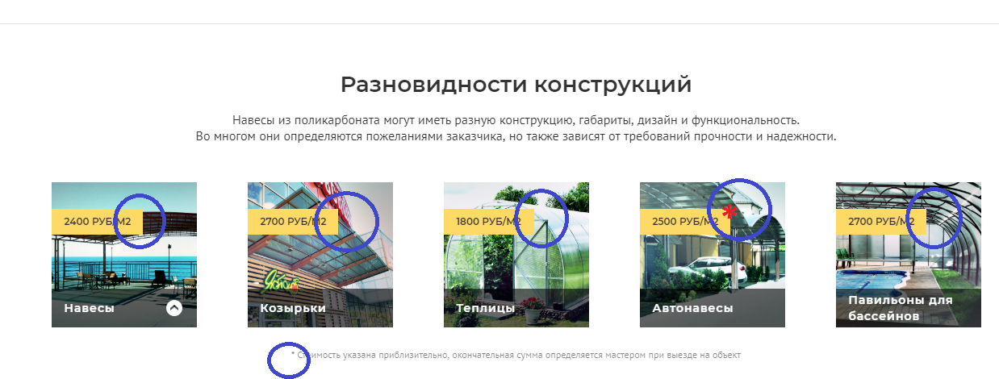 Разновидности конструкций
Навесы из поликарбоната могут иметь разную конструкцию, габариты, дизайн и функциональность.
Во многом они определяются пожеланиями заказчика, но также зависят от требований прочности и надежности.
2400 РУБ/М2
2700 РУБ/М2
1800 РУБ/М2
2500 РУБ/М2 *
2700 РУБ/М2
Навесы
Козырьки
Теплицы
Автонавесы
Павильоны для
бассейнов
* Стоимость указана приблизительно, окончательная сумма определяется мастером при выезде на объект